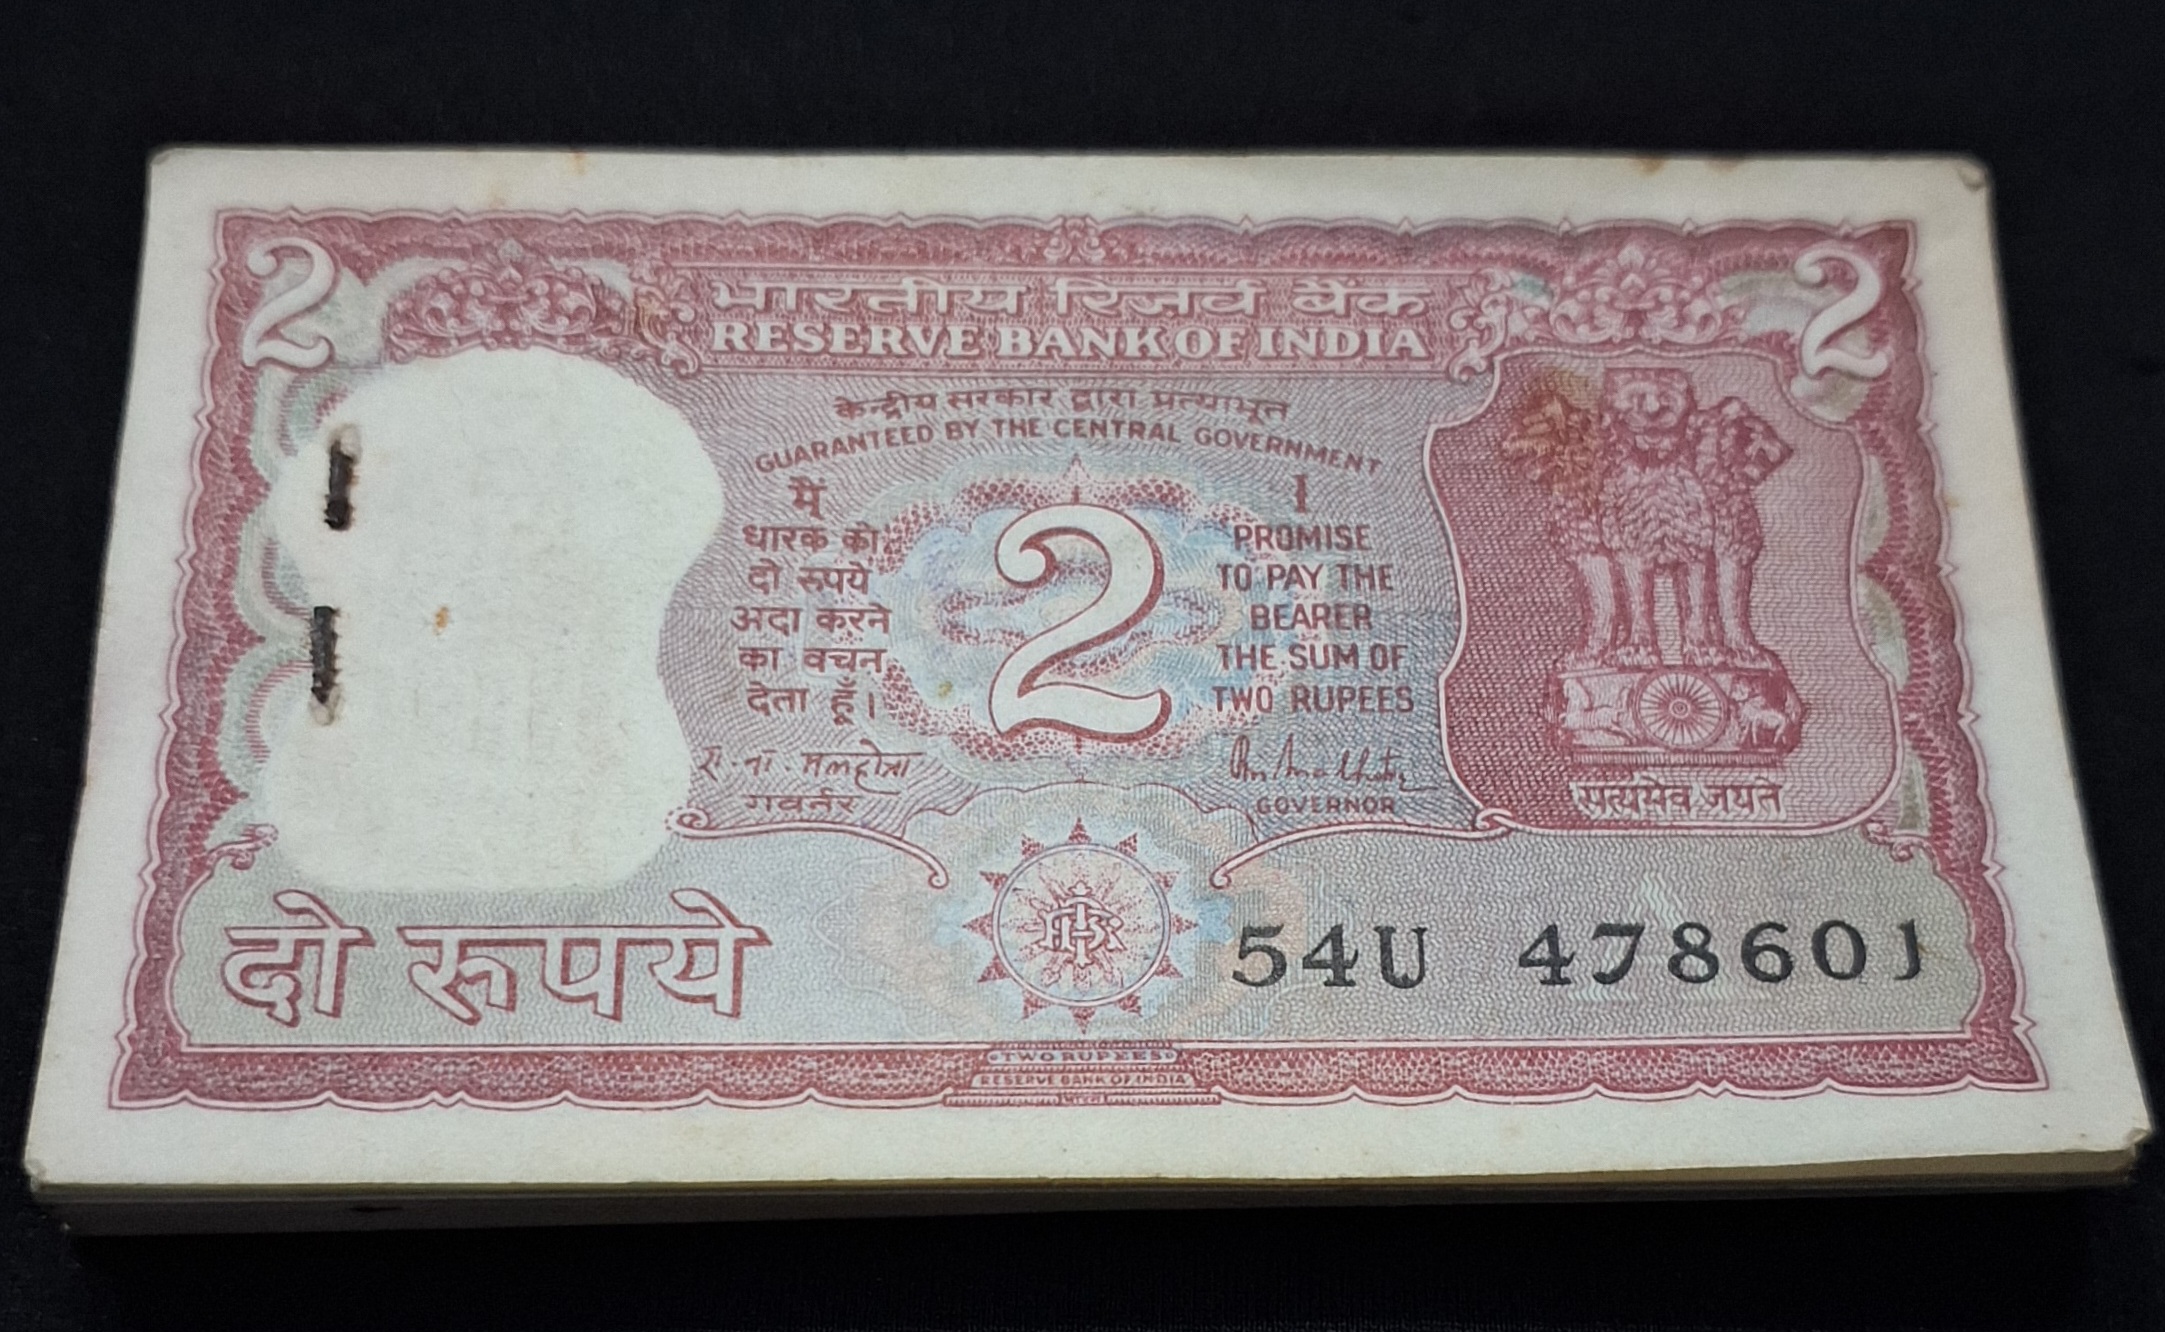 2 2
भारतीय रिज़र्व बैंक
RESERVE BANK OF INDIA
केन्द्रीय सरकार द्वारा प्रत्याभूत
GUARANTEED BY THE CENTRAL GOVERNMENT
मैं
धारक को
दो रुपये
अदा करने
का वचन
देता हूँ।
2
I
PROMISE
TO PAY THE
BEARER
THE SUM OF
TWO RUPEES
रा. ना. मलहोत्रा
गवर्नर
GOVERNOR
सत्यमेव जयते
दो रुपये
54U 478601
TWO RUPEES
RESERVE BANK OF INDIA